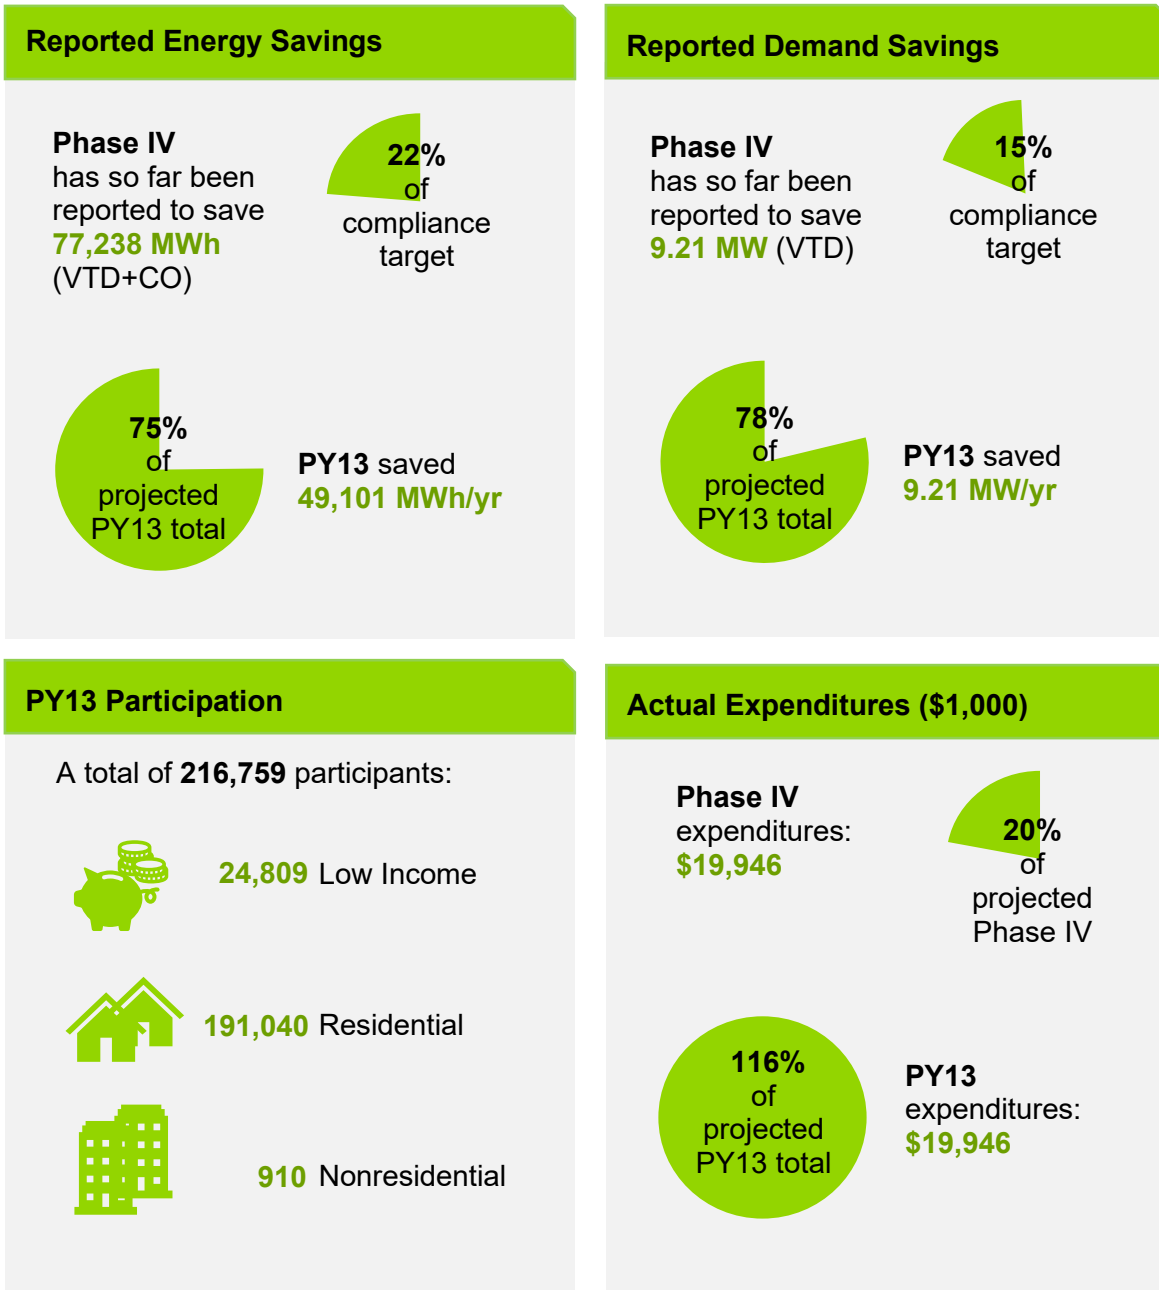 Reported Energy Savings
Phase IV
has so far been
reported to save
77,238 MWh
(VTD+CO)
22%
of
compliance
target
75%
of
projected
PY13 total
PY13 saved
49,101 MWh/yr
Reported Demand Savings
Phase IV
has so far been
reported to save
9.21 MW (VTD)
15%
of
compliance
target
78%
of
projected
PY13 total
PY13 saved
9.21 MW/yr
PY13 Participation
A total of 216,759 participants:
24,809 Low Income
191,040 Residential
910 Nonresidential
Actual Expenditures ($1,000)
Phase IV
expenditures:
$19,946
20%
of
projected
Phase IV
116%
of
projected
PY13 total
PY13
expenditures:
$19,946